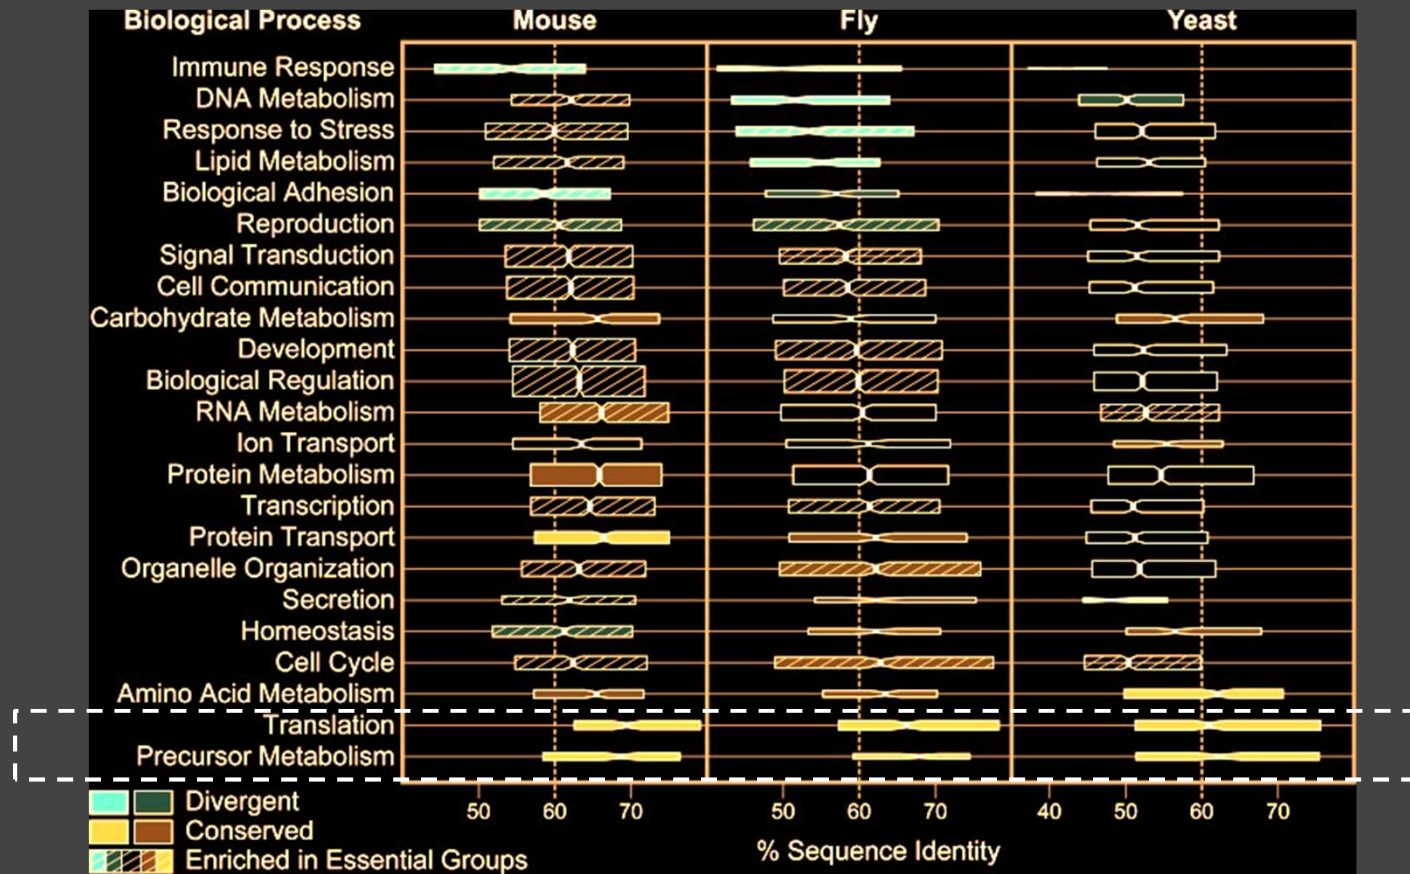 Biological Process Mouse Fly Yeast
Immune Response
DNA Metabolism
Response to Stress
Lipid Metabolism
Biological Adhesion
Reproduction
Signal Transduction
Cell Communication
Carbohydrate Metabolism
Development
Biological Regulation
RNA Metabolism
Ion Transport
Protein Metabolism
Transcription
Protein Transport
Organelle Organization
Secretion
Homeostasis
Cell Cycle
Amino Acid Metabolism
Translation
Precursor Metabolism
50 60 70 50 60 70 40 50 60 70
Divergent
Conserved
Enriched in Essential Groups
% Sequence Identity